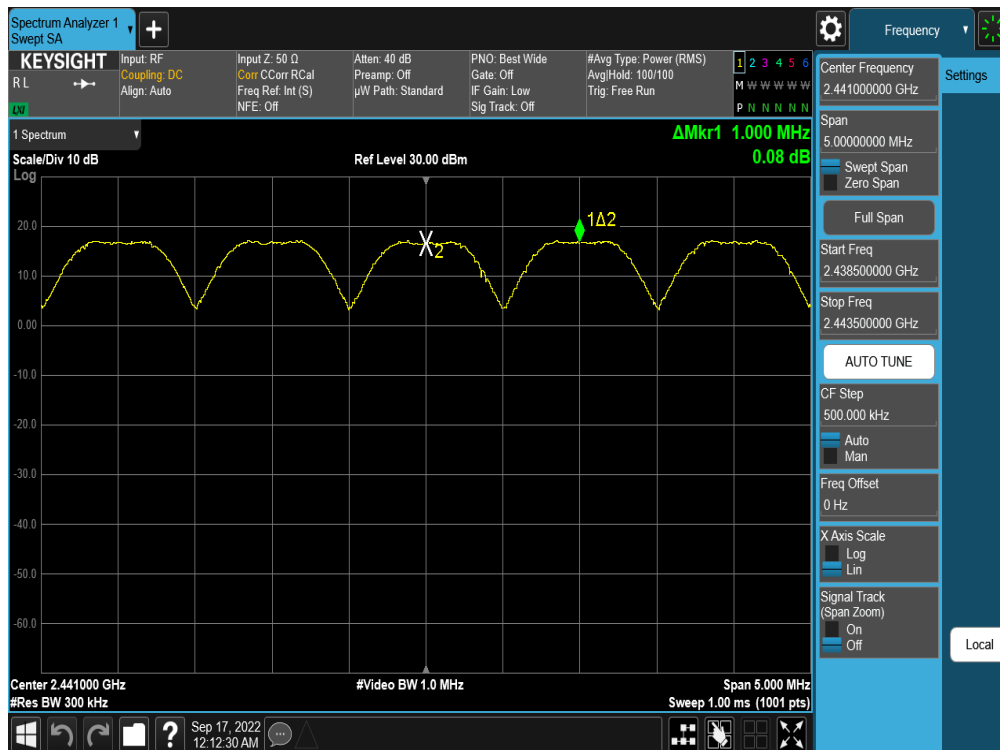 Spectrum Analyzer 1
Swept SA
Frequency
KEYSIGHT
R L
LXI
Input: RF
Coupling: DC
Align: Auto
Input Z: 50 Ω
Corr CCorr RCal
Freq Ref: Int (S)
NFE: Off
Atten: 40 dB
Preamp: Off
µW Path: Standard
PNO: Best Wide
Gate: Off
IF Gain: Low
Sig Track: Off
#Avg Type: Power (RMS)
Avg|Hold: 100/100
Trig: Free Run
1 2 3 4 5 6
M W W W W W
P N N N N N
1 Spectrum
ΔMkr1 1.000 MHz
0.08 dB
Scale/Div 10 dB
Ref Level 30.00 dBm
Log
20.0
10.0
0.00
-10.0
-20.0
-30.0
-40.0
-50.0
-60.0
1Δ2
X2
Center 2.441000 GHz
#Video BW 1.0 MHz
Span 5.000 MHz
#Res BW 300 kHz
Sweep 1.00 ms (1001 pts)
Sep 17, 2022
12:12:30 AM
?
Center Frequency
2.441000000 GHz
Settings
Span
5.00000000 MHz
Swept Span
Zero Span
Full Span
Start Freq
2.438500000 GHz
Stop Freq
2.443500000 GHz
AUTO TUNE
CF Step
500.000 kHz
Auto
Man
Freq Offset
0 Hz
X Axis Scale
Log
Lin
Signal Track
(Span Zoom)
On
Off
Local